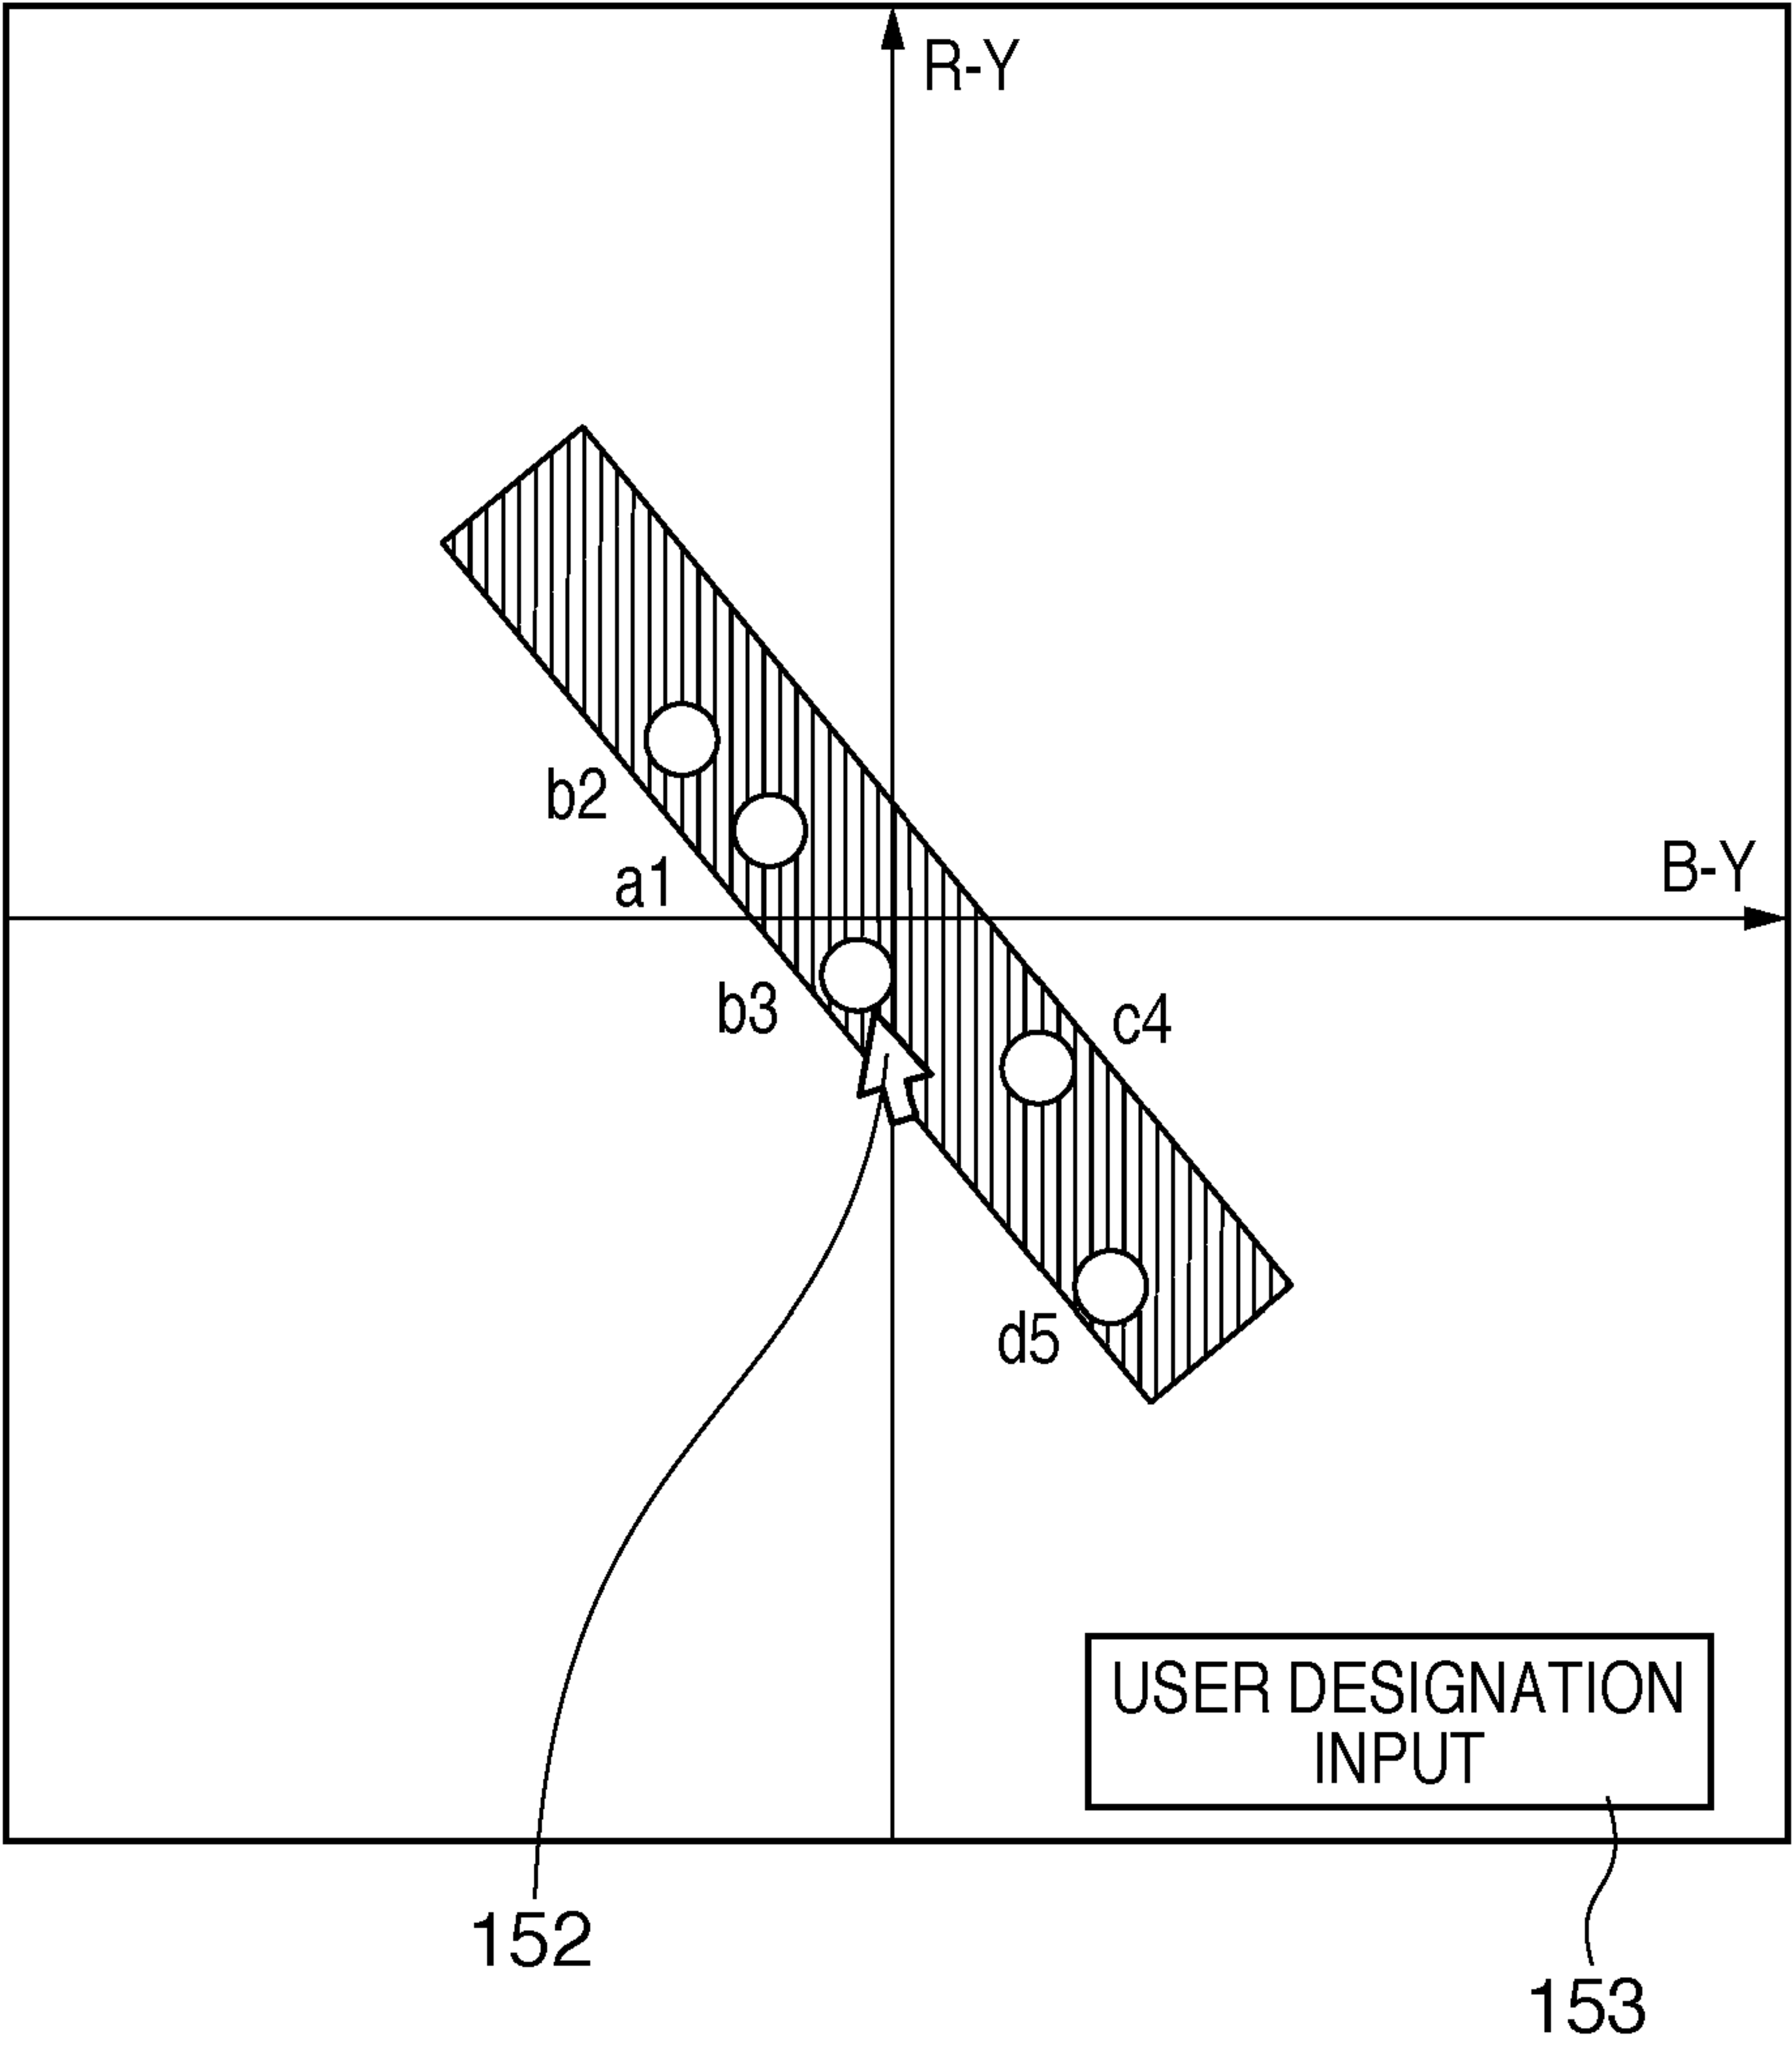 R-Y
b2
a1
B-Y
b3
c4
d5
USER DESIGNATION
INPUT
152
153